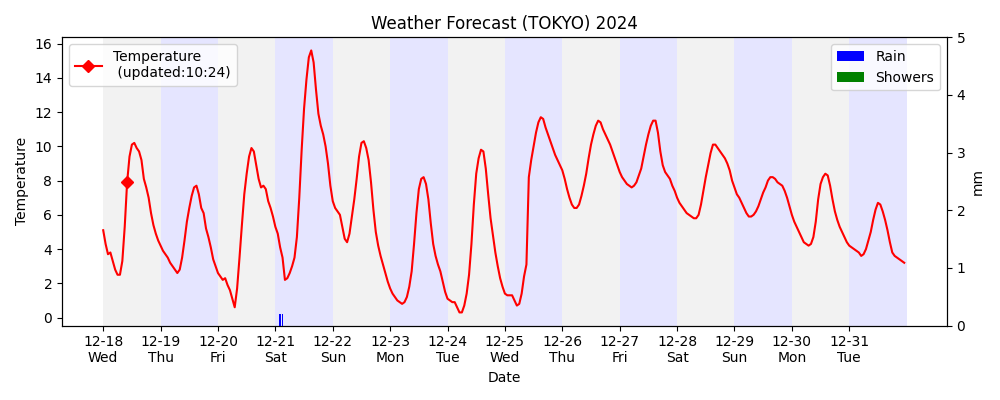 Weather Forecast (TOKYO) 2024
Temperature
(updated:10:24)
Rain
Showers
Temperature
16
14
12
10
8
6
4
2
0
5
4
3
2
1
0
mm
12-18 12-19 12-20 12-21 12-22 12-23 12-24 12-25 12-26 12-27 12-28 12-29 12-30 12-31
Wed Thu Fri Sat Sun Mon Tue Wed Thu Fri Sat Sun Mon Tue
Date